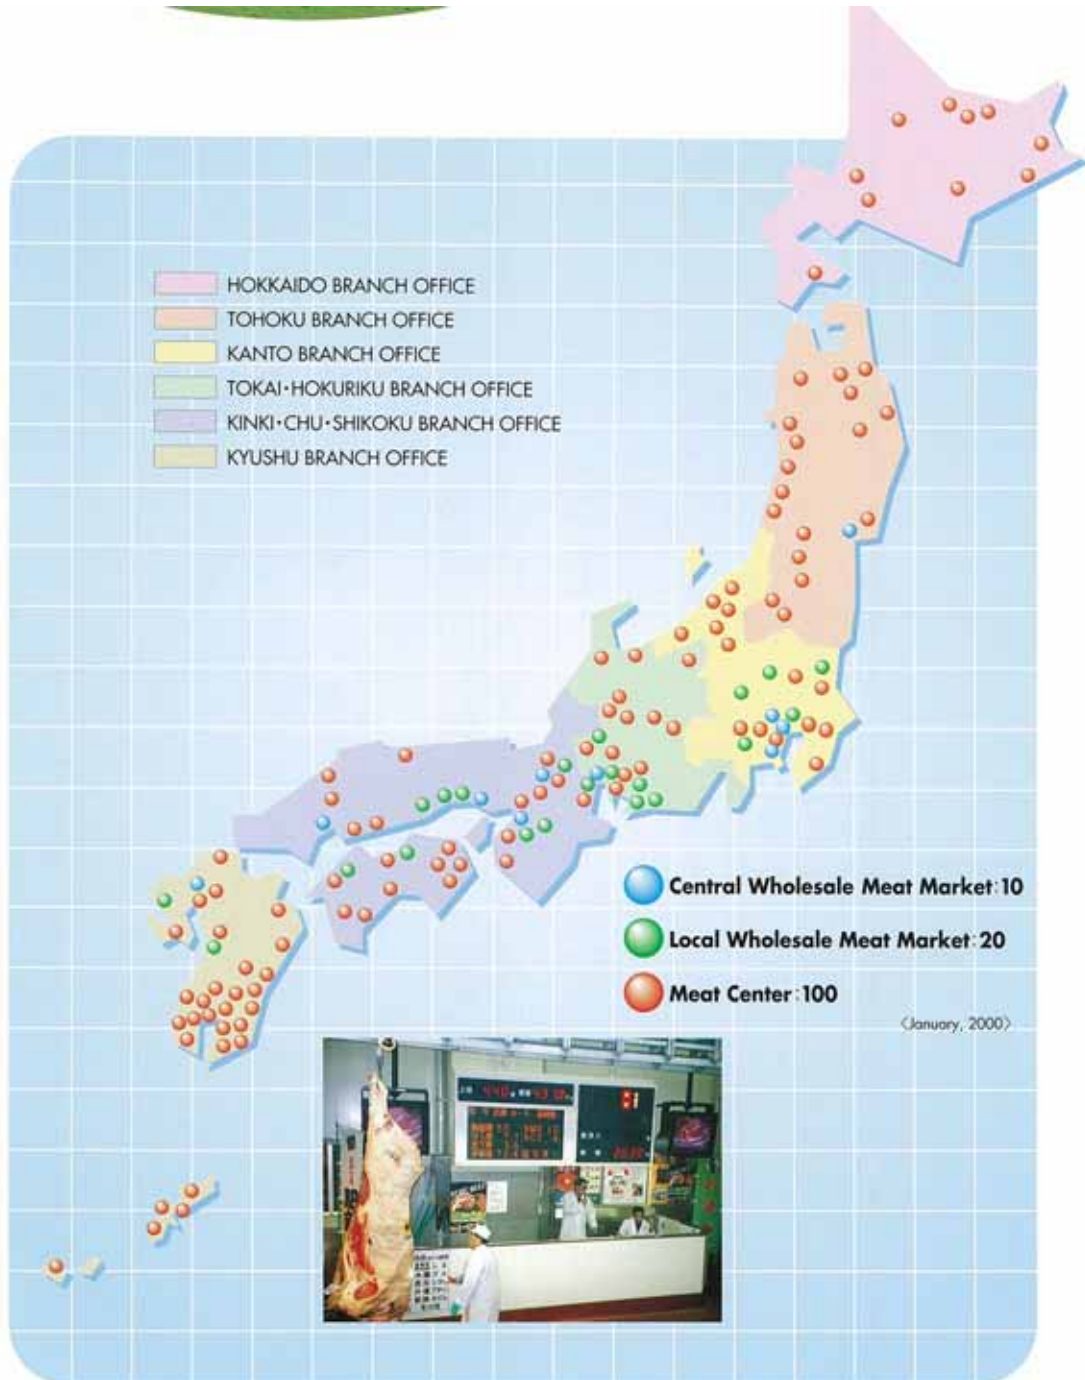 HOKKAIDO BRANCH OFFICE
TOHOKU BRANCH OFFICE
KANTO BRANCH OFFICE
TOKAI・HOKURIKU BRANCH OFFICE
KINKI・CHU・SHIKOKU BRANCH OFFICE
KYUSHU BRANCH OFFICE
Central Wholesale Meat Market:10
Local Wholesale Meat Market:20
Meat Center:100
〈January, 2000〉